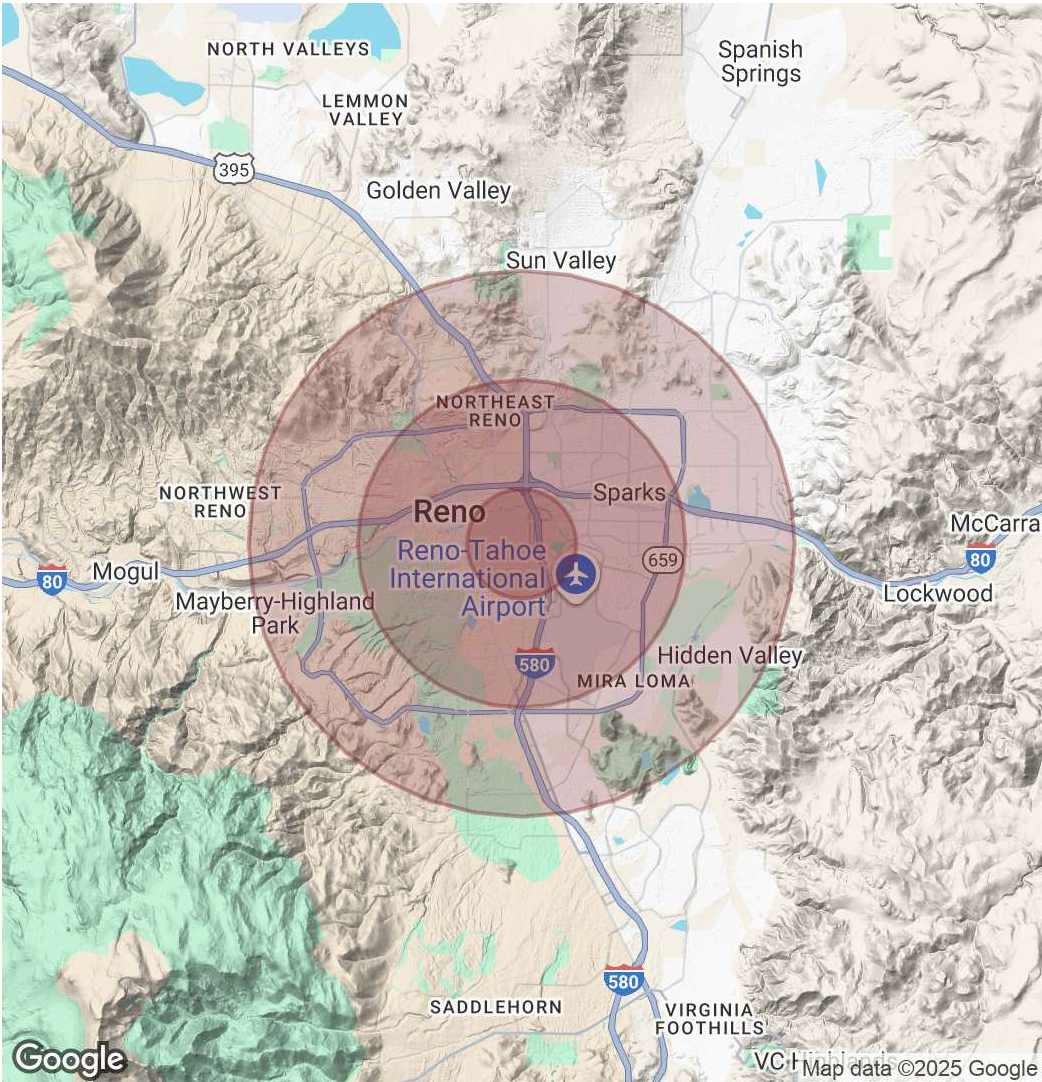 NORTH VALLEYS
Spanish
Springs
LEMMON
VALLEY
395
Golden Valley
Sun Valley
NORTHEAST
RENO
NORTHWEST
RENO
Sparks
Reno
McCarra
Reno-Tahoe
International
Airport
659
80
Mogul
80
Lockwood
Mayberry-Highland
Park
Hidden Valley
580
MIRA LOMA
580
SADDLEHORN
VIRGINIA
FOOTHILLS
Google
VC Highlands
Map data ©2025 Google